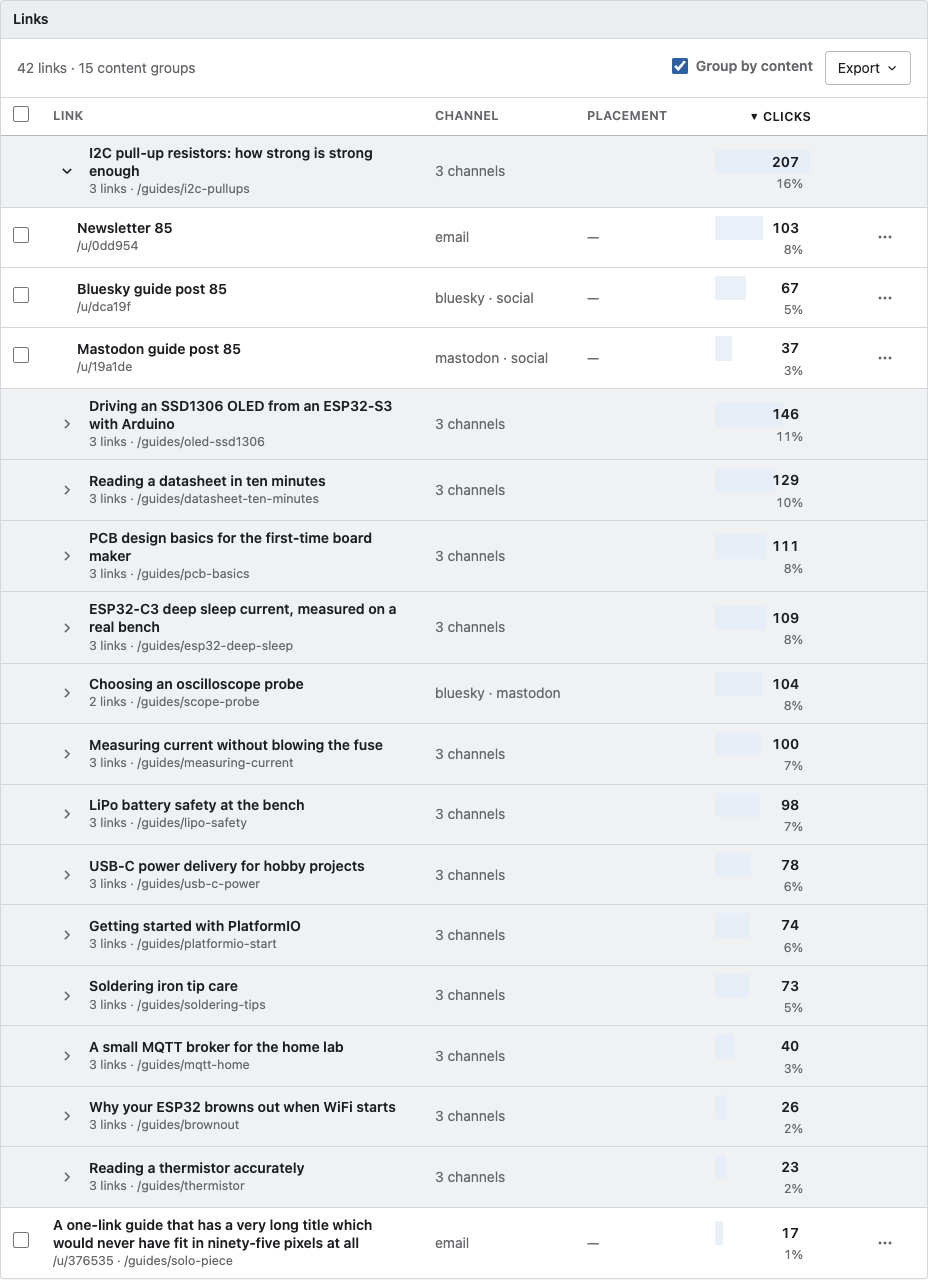 Links
42 links · 15 content groups
Group by content
Export
LINK CHANNEL PLACEMENT ▼ CLICKS
I2C pull-up resistors: how strong is strong
enough
3 links · /guides/i2c-pullups
3 channels
207
16%
Newsletter 85
/u/0dd954
email
—
103
8%
Bluesky guide post 85
/u/dca19f
bluesky · social
—
67
5%
Mastodon guide post 85
/u/19a1de
mastodon · social
—
37
3%
Driving an SSD1306 OLED from an ESP32-S3
with Arduino
3 links · /guides/oled-ssd1306
3 channels
146
11%
Reading a datasheet in ten minutes
3 links · /guides/datasheet-ten-minutes
3 channels
129
10%
PCB design basics for the first-time board
maker
3 links · /guides/pcb-basics
3 channels
111
8%
ESP32-C3 deep sleep current, measured on a
real bench
3 links · /guides/esp32-deep-sleep
3 channels
109
8%
Choosing an oscilloscope probe
2 links · /guides/scope-probe
bluesky · mastodon
104
8%
Measuring current without blowing the fuse
3 links · /guides/measuring-current
3 channels
100
7%
LiPo battery safety at the bench
3 links · /guides/lipo-safety
3 channels
98
7%
USB-C power delivery for hobby projects
3 links · /guides/usb-c-power
3 channels
78
6%
Getting started with PlatformIO
3 links · /guides/platformio-start
3 channels
74
6%
Soldering iron tip care
3 links · /guides/soldering-tips
3 channels
73
5%
A small MQTT broker for the home lab
3 links · /guides/mqtt-home
3 channels
40
3%
Why your ESP32 browns out when WiFi starts
3 links · /guides/brownout
3 channels
26
2%
Reading a thermistor accurately
3 links · /guides/thermistor
3 channels
23
2%
A one-link guide that has a very long title which
would never have fit in ninety-five pixels at all
/u/376535 · /guides/solo-piece
email
—
17
1%